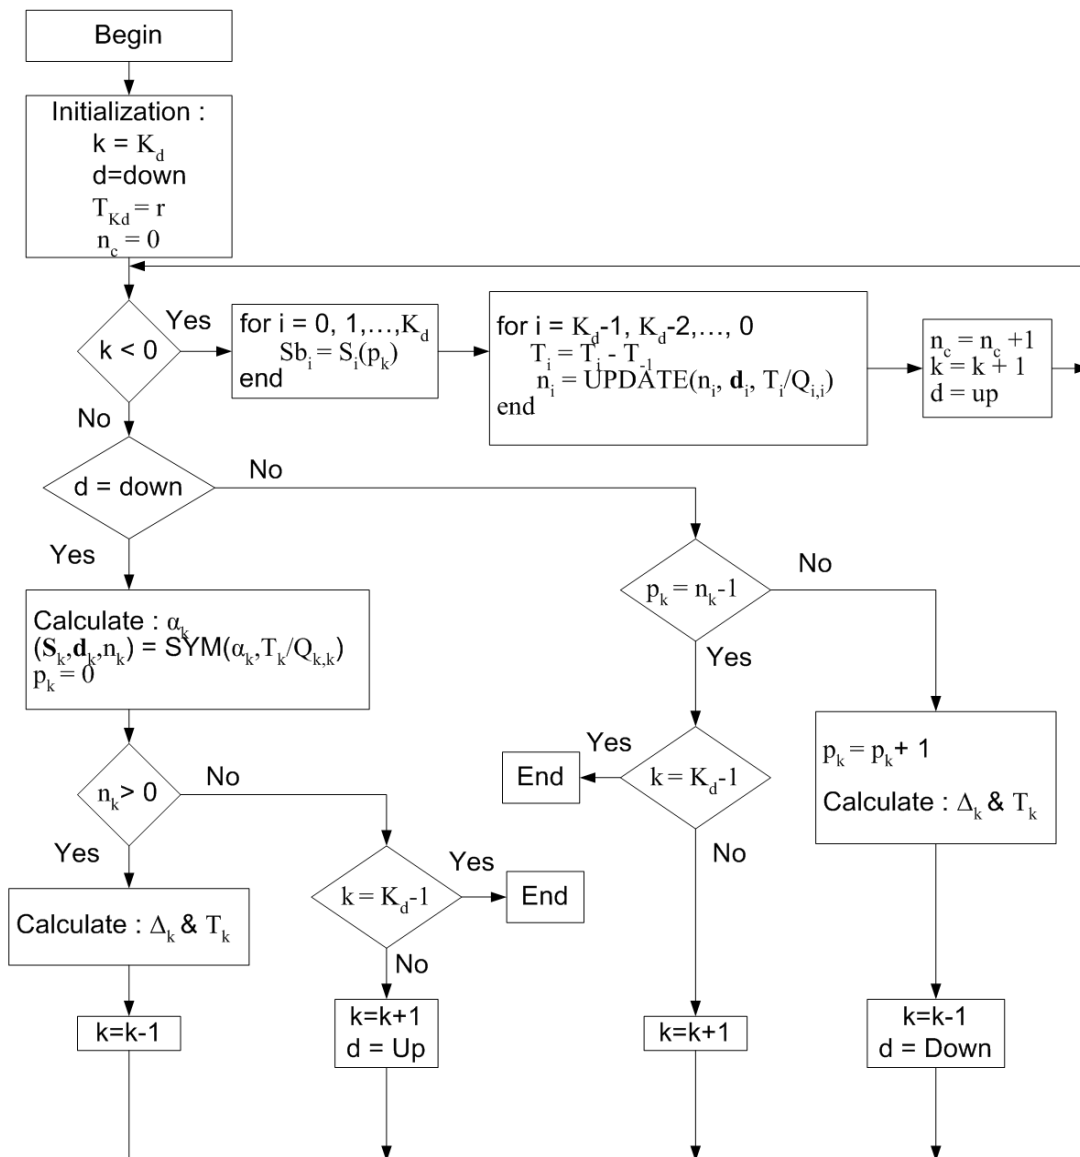 Begin
Initialization :
k = K_d
d=down
T_Kd = r
n_c = 0
k < 0
Yes
for i = 0, 1,…,K_d
Sb_i = S_i(p_k)
end
for i = K_d-1, K_d-2,…, 0
T_i = T_i - T_-1
n_i = UPDATE(n_i, d_i, T_i/Q_i,i)
end
n_c = n_c +1
k = k + 1
d = up
No
d = down
No
Yes
Calculate : α_k
(S_k,d_k,n_k) = SYM(α_k,T_k/Q_k,k)
p_k = 0
p_k = n_k-1
No
Yes
p_k = p_k + 1
Calculate : Δ_k & T_k
k = K_d-1
Yes
End
No
n_k > 0
No
Yes
k = K_d-1
Yes
End
No
Calculate : Δ_k & T_k
k=k-1
k=k+1
d = Up
k=k+1
k=k-1
d = Down